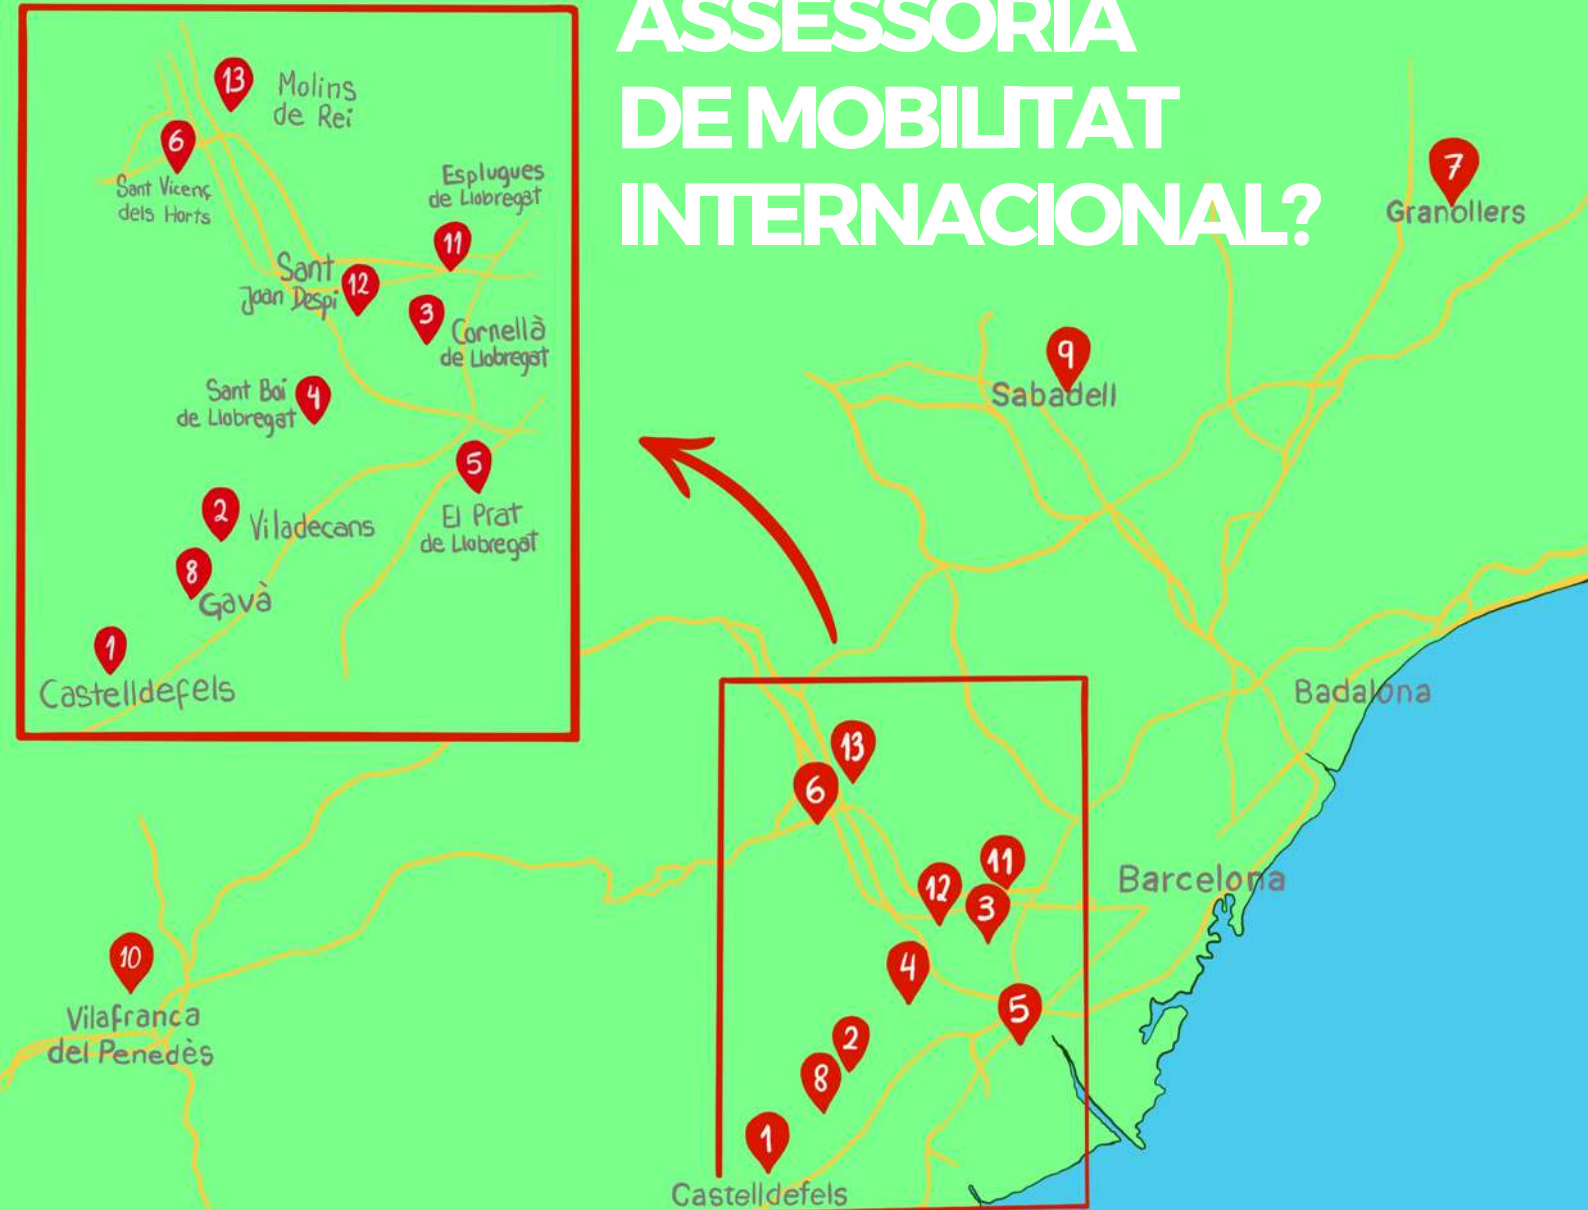 ASSESSORIA
DE MOBILITAT
INTERNACIONAL?
13
Molins
de Rei
6
Sant Vicenç
dels Horts
Esplugues
de Llobregat
11
Sant
Joan Despi
12
3
Cornellà
de Llobregat
Sant Boi
de Llobregat
4
5
El Prat
de Llobregat
2
Viladecans
8
Gavà
1
Castelldefels
7
Granollers
9
Sabadell
Badalona
13
6
11
12
3
Barcelona
4
5
2
8
1
Castelldefels
10
Vilafranca
del Penedès